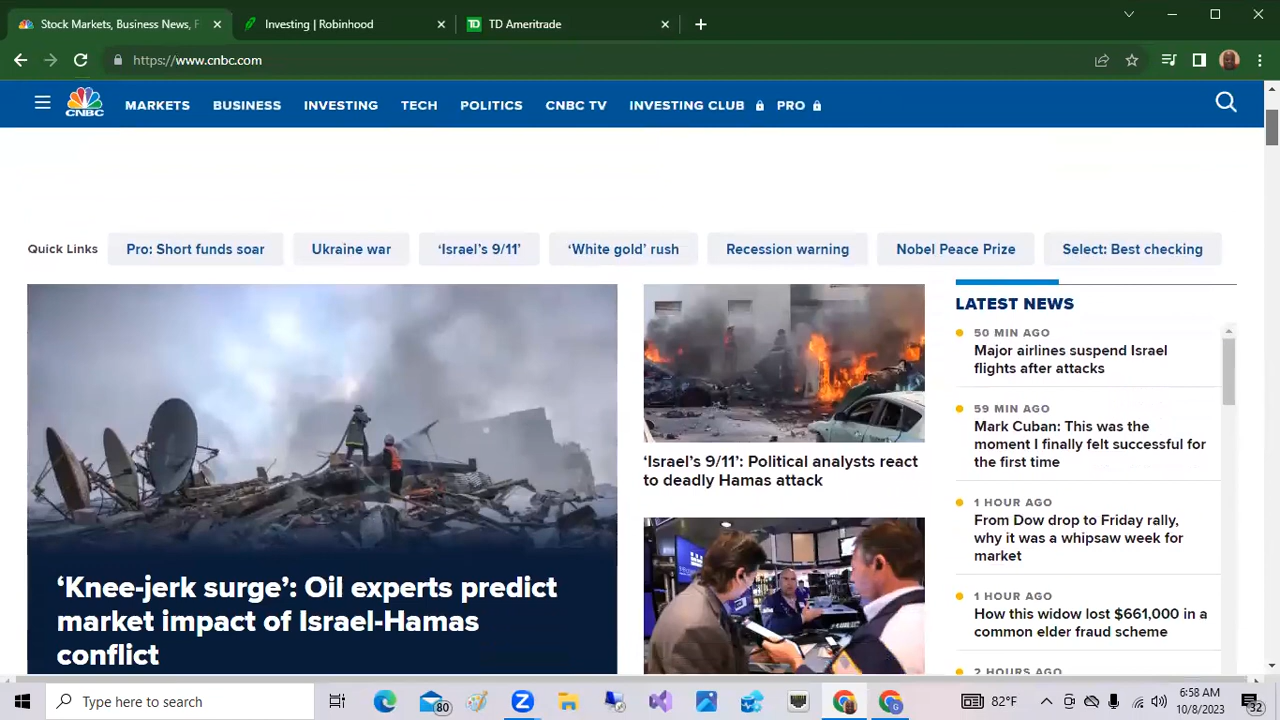 Stock Markets, Business News, F
Investing | Robinhood
TD Ameritrade
https://www.cnbc.com
CNBC
MARKETS
BUSINESS
INVESTING
TECH
POLITICS
CNBC TV
INVESTING CLUB
PRO
Quick Links
Pro: Short funds soar
Ukraine war
‘Israel’s 9/11’
‘White gold’ rush
Recession warning
Nobel Peace Prize
Select: Best checking
‘Knee-jerk surge’: Oil experts predict
market impact of Israel-Hamas
conflict
‘Israel’s 9/11’: Political analysts react
to deadly Hamas attack
LATEST NEWS
50 MIN AGO
Major airlines suspend Israel
flights after attacks
59 MIN AGO
Mark Cuban: This was the
moment I finally felt successful for
the first time
1 HOUR AGO
From Dow drop to Friday rally,
why it was a whipsaw week for
market
1 HOUR AGO
How this widow lost $661,000 in a
common elder fraud scheme
2 HOURS AGO
Type here to search
80
82°F
6:58 AM
10/8/2023
32